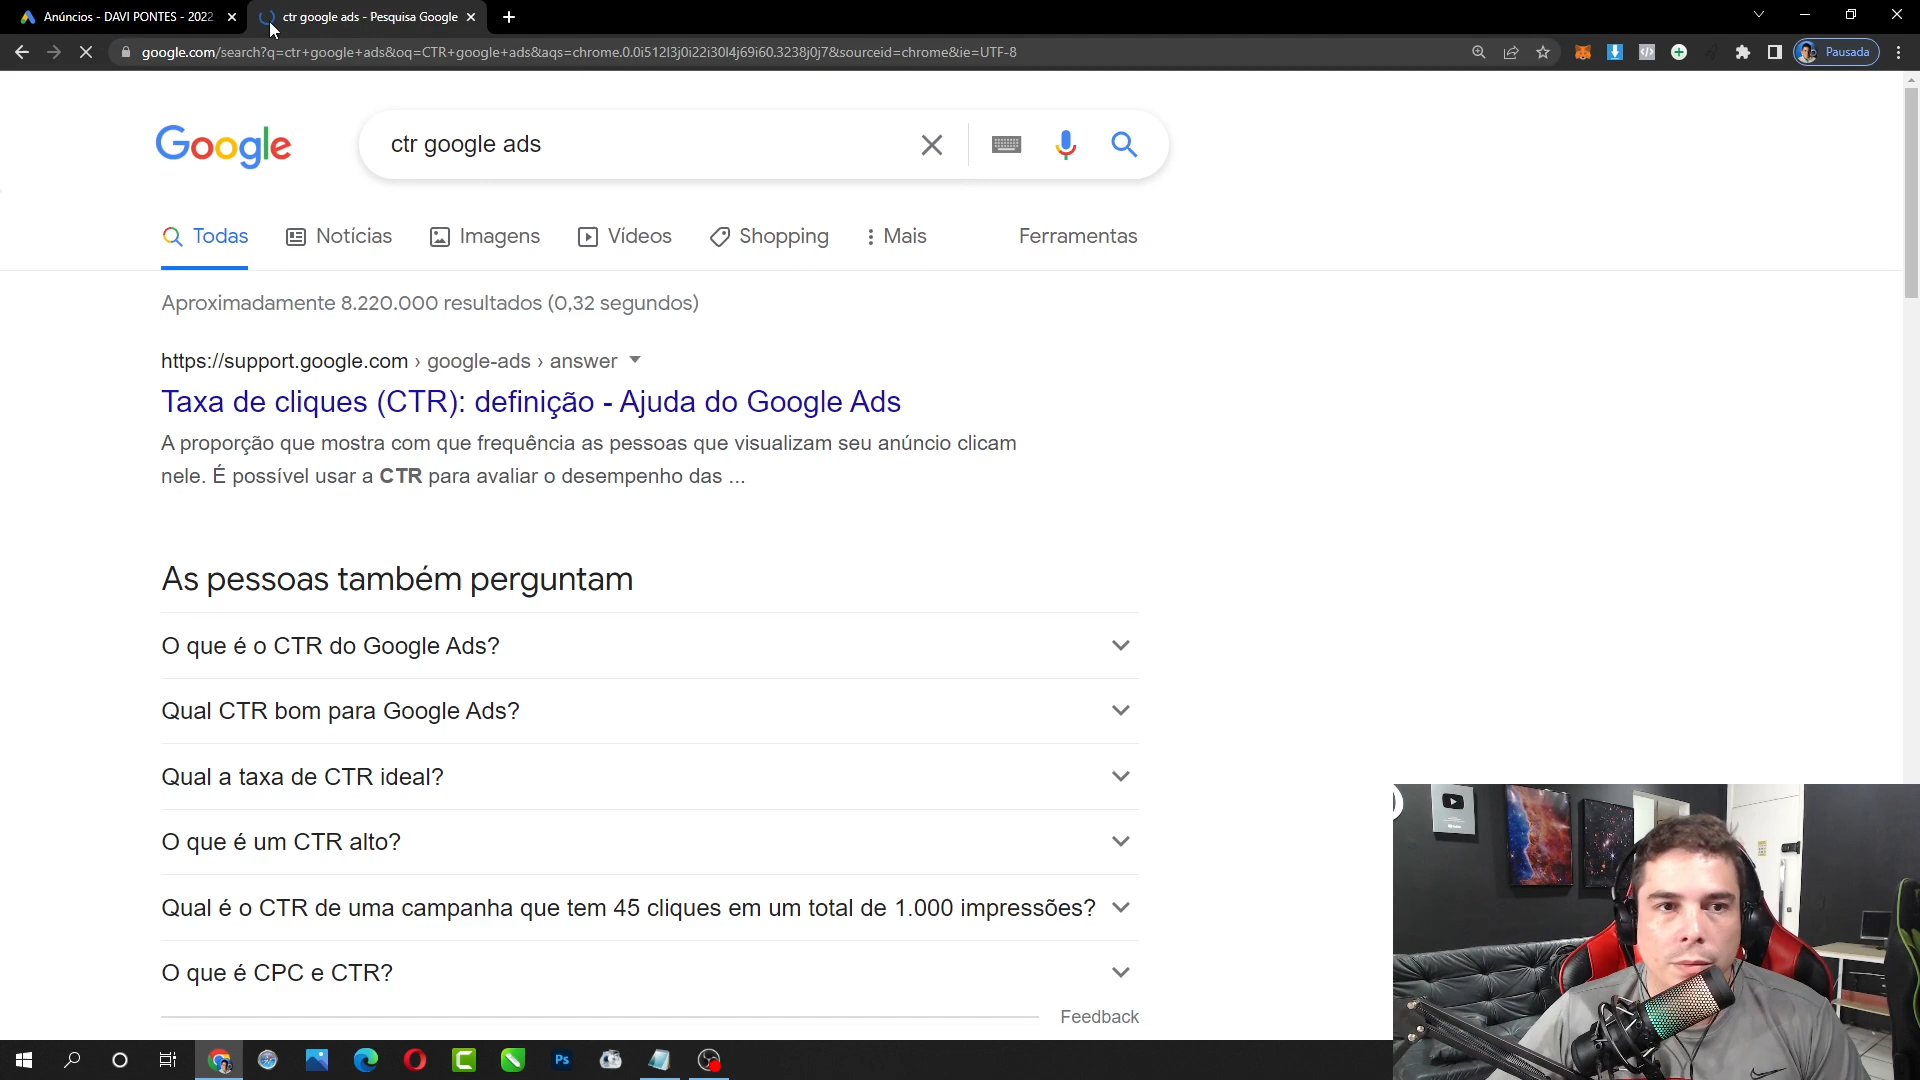 Anúncios - DAVI PONTES - 2022
ctr google ads - Pesquisa Google
google.com/search?q=ctr+google+ads&oq=CTR+google+ads&aqs=chrome.0.0i512l3j0i22i30l4j69i60.3238j0j7&sourceid=chrome&ie=UTF-8
Pausada
Google
ctr google ads
Todas
Notícias
Imagens
Vídeos
Shopping
Mais
Ferramentas
Aproximadamente 8.220.000 resultados (0,32 segundos)
https://support.google.com › google-ads › answer
Taxa de cliques (CTR): definição - Ajuda do Google Ads
A proporção que mostra com que frequência as pessoas que visualizam seu anúncio clicam
nele. É possível usar a CTR para avaliar o desempenho das ...
As pessoas também perguntam
O que é o CTR do Google Ads?
Qual CTR bom para Google Ads?
Qual a taxa de CTR ideal?
O que é um CTR alto?
Qual é o CTR de uma campanha que tem 45 cliques em um total de 1.000 impressões?
O que é CPC e CTR?
Feedback
Ps